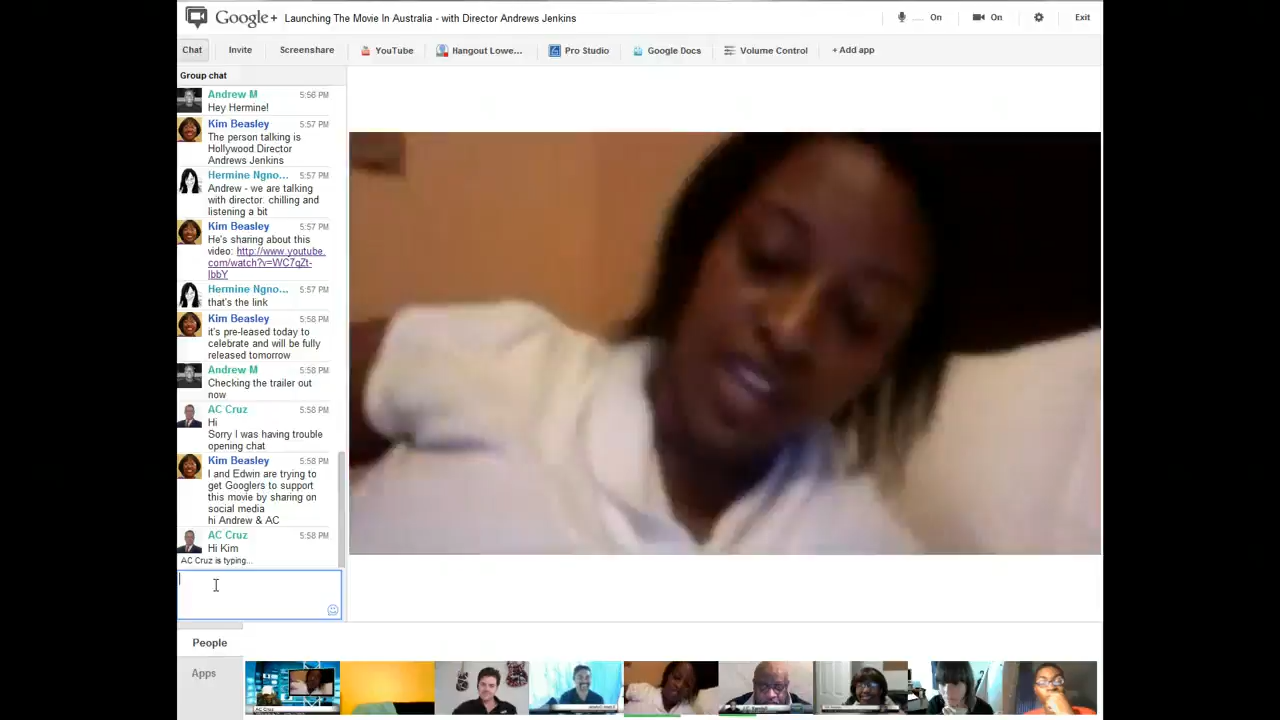 Google+ Launching The Movie In Australia - with Director Andrews Jenkins
On On Exit
Chat Invite Screenshare YouTube Hangout Lowe... Pro Studio Google Docs Volume Control + Add app
Group chat
Andrew M 5:56 PM
Hey Hermine!
Kim Beasley 5:57 PM
The person talking is
Hollywood Director
Andrews Jenkins
Hermine Ngno... 5:57 PM
Andrew - we are talking
with director. chilling and
listening a bit
Kim Beasley 5:57 PM
He's sharing about this
video: http://www.youtube.
com/watch?v=WC7qZt-
IbbY
Hermine Ngno... 5:57 PM
that's the link
Kim Beasley 5:58 PM
it's pre-leased today to
celebrate and will be fully
released tomorrow
Andrew M 5:58 PM
Checking the trailer out
now
AC Cruz 5:58 PM
Hi
Sorry I was having trouble
opening chat
Kim Beasley 5:58 PM
I and Edwin are trying to
get Googlers to support
this movie by sharing on
social media
hi Andrew & AC
AC Cruz 5:58 PM
Hi Kim
AC Cruz is typing...
People
Apps
AC Cruz